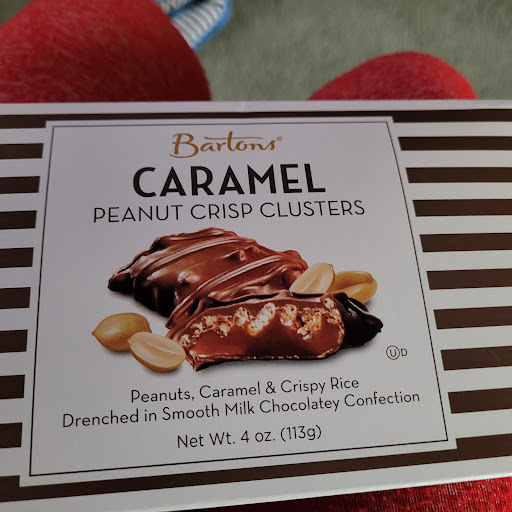 Bartons®
CARAMEL
PEANUT CRISP CLUSTERS
UD
Peanuts, Caramel & Crispy Rice
Drenched in Smooth Milk Chocolatey Confection
Net Wt. 4 oz. (113g)